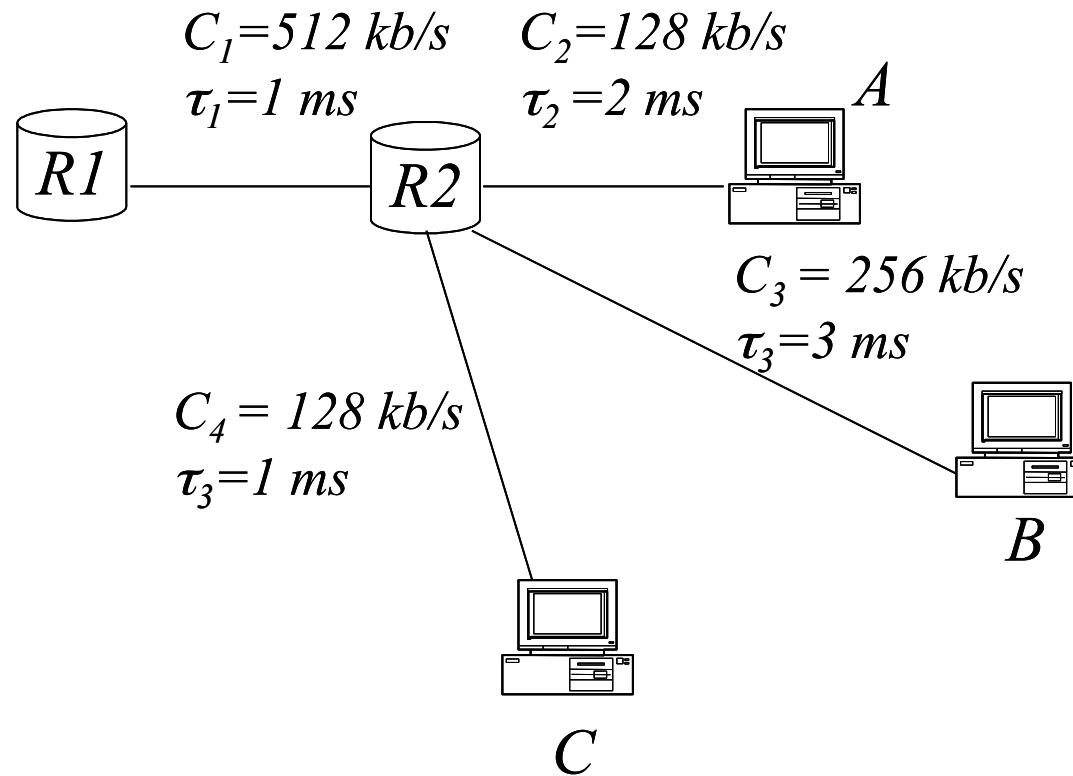 C₁=512 kb/s
τ₁=1 ms
C₂=128 kb/s
τ₂ =2 ms
A
R1
R2
C₃ = 256 kb/s
τ₃=3 ms
C₄ = 128 kb/s
τ₃=1 ms
B
C